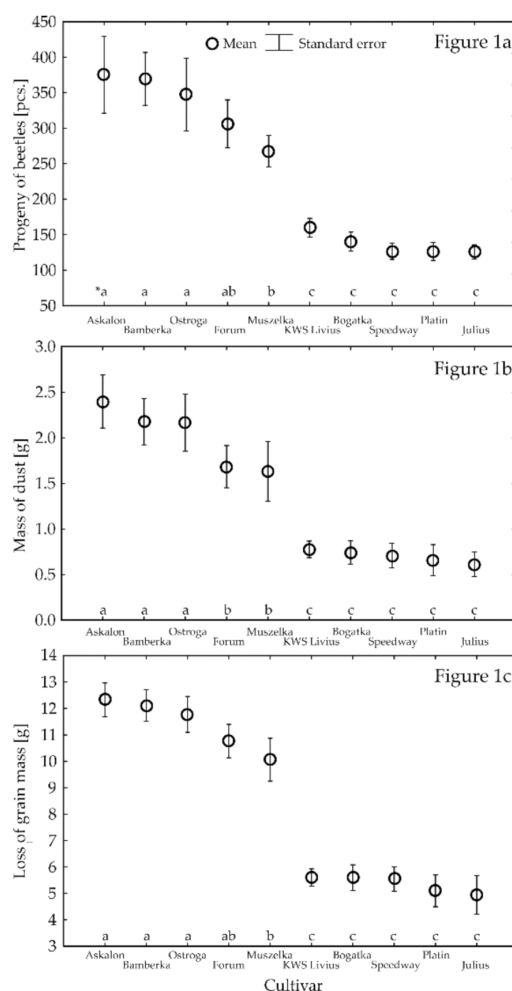 Figure 1a
Mean Standard error
Progeny of beetles [pcs.]
450
400
350
300
250
200
150
100
50
*a a a ab b c c c c c
Askalon Ostroga Muszelka Bogatka Platin
Bamberka Forum KWS Livius Speedway Julius
Figure 1b
Mass of dust [g]
3.0
2.5
2.0
1.5
1.0
0.5
0.0
a a a b b c c c c c
Askalon Ostroga Muszelka Bogatka Platin
Bamberka Forum KWS Livius Speedway Julius
Figure 1c
Loss of grain mass [g]
14
13
12
11
10
9
8
7
6
5
4
3
a a a ab b c c c c c
Askalon Ostroga Muszelka Bogatka Platin
Bamberka Forum KWS Livius Speedway Julius
Cultivar